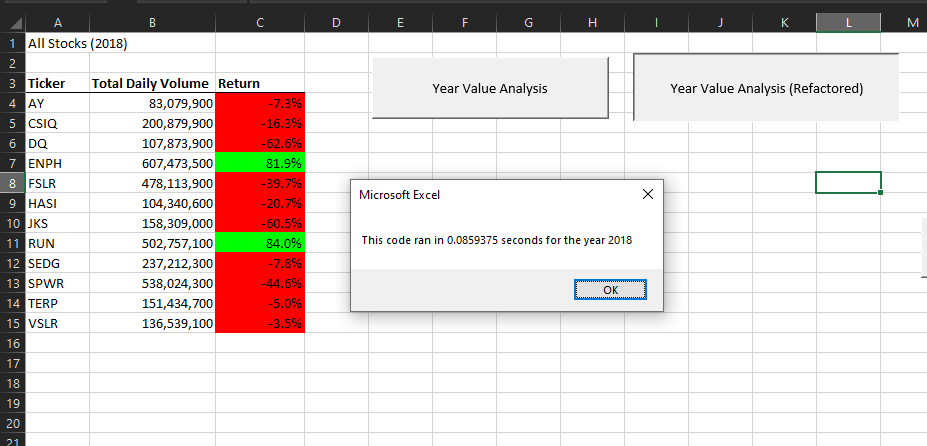 A B C D E F G H I J K L M
1 All Stocks (2018)
2
3 Ticker Total Daily Volume Return
Year Value Analysis
Year Value Analysis (Refactored)
4 AY 83,079,900 -7.3%
5 CSIQ 200,879,900 -16.3%
6 DQ 107,873,900 -62.6%
7 ENPH 607,473,500 81.9%
8 FSLR 478,113,900 -39.7%
9 HASI 104,340,600 -20.7%
10 JKS 158,309,000 -60.5%
11 RUN 502,757,100 84.0%
12 SEDG 237,212,300 -7.8%
13 SPWR 538,024,300 -44.6%
14 TERP 151,434,700 -5.0%
15 VSLR 136,539,100 -3.5%
16
17
18
19
20
21
Microsoft Excel
This code ran in 0.0859375 seconds for the year 2018
OK